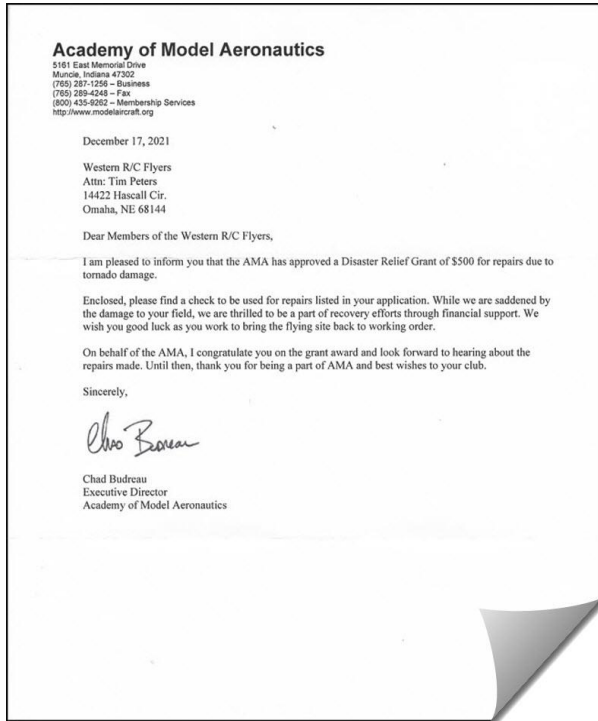 Academy of Model Aeronautics
5161 East Memorial Drive
Muncie, Indiana 47302
(765) 287-1256 – Business
(765) 289-4248 – Fax
(800) 435-9262 – Membership Services
http://www.modelaircraft.org
December 17, 2021
Western R/C Flyers
Attn: Tim Peters
14422 Hascall Cir.
Omaha, NE 68144
Dear Members of the Western R/C Flyers,
I am pleased to inform you that the AMA has approved a Disaster Relief Grant of $500 for repairs due to
tornado damage.
Enclosed, please find a check to be used for repairs listed in your application. While we are saddened by
the damage to your field, we are thrilled to be a part of recovery efforts through financial support. We
wish you good luck as you work to bring the flying site back to working order.
On behalf of the AMA, I congratulate you on the grant award and look forward to hearing about the
repairs made. Until then, thank you for being a part of AMA and best wishes to your club.
Sincerely,
Chad Budreau
Executive Director
Academy of Model Aeronautics